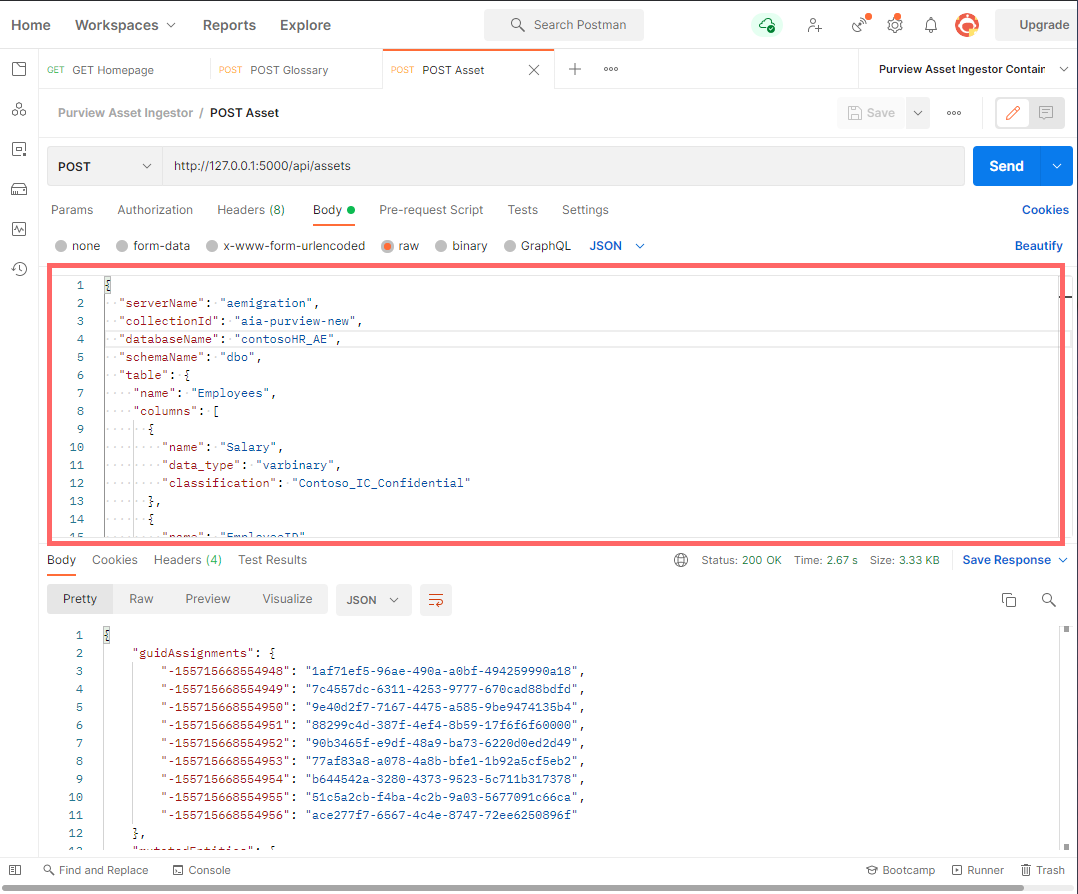 Home Workspaces Reports Explore Search Postman Upgrade
GET GET Homepage POST POST Glossary POST POST Asset Purview Asset Ingestor Contain
Purview Asset Ingestor / POST Asset Save
POST http://127.0.0.1:5000/api/assets Send
Params Authorization Headers (8) Body Pre-request Script Tests Settings Cookies
none form-data x-www-form-urlencoded raw binary GraphQL JSON Beautify
1 {
2 "serverName": "aemigration",
3 "collectionId": "aia-purview-new",
4 "databaseName": "contosoHR_AE",
5 "schemaName": "dbo",
6 "table": {
7 "name": "Employees",
8 "columns": [
9 {
10 "name": "Salary",
11 "data_type": "varbinary",
12 "classification": "Contoso_IC_Confidential"
13 },
14 {
15 "name": "EmployeeID"
Body Cookies Headers (4) Test Results Status: 200 OK Time: 2.67 s Size: 3.33 KB Save Response
Pretty Raw Preview Visualize JSON
1 {
2 "guidAssignments": {
3 "-155715668554948": "1af71ef5-96ae-490a-a0bf-494259990a18",
4 "-155715668554949": "7c4557dc-6311-4253-9777-670cad88bdfd",
5 "-155715668554950": "9e40d2f7-7167-4475-a585-9be9474135b4",
6 "-155715668554951": "88299c4d-387f-4ef4-8b59-17f6f6f60000",
7 "-155715668554952": "90b3465f-e9df-48a9-ba73-6220d0ed2d49",
8 "-155715668554953": "77af83a8-a078-4a8b-bfe1-1b92a5cf5eb2",
9 "-155715668554954": "b644542a-3280-4373-9523-5c711b317378",
10 "-155715668554955": "51c5a2cb-f4ba-4c2b-9a03-5677091c66ca",
11 "-155715668554956": "ace277f7-6567-4c4e-8747-72ee6250896f"
12 },
13 "mutatedEntities": {
Find and Replace Console Bootcamp Runner Trash